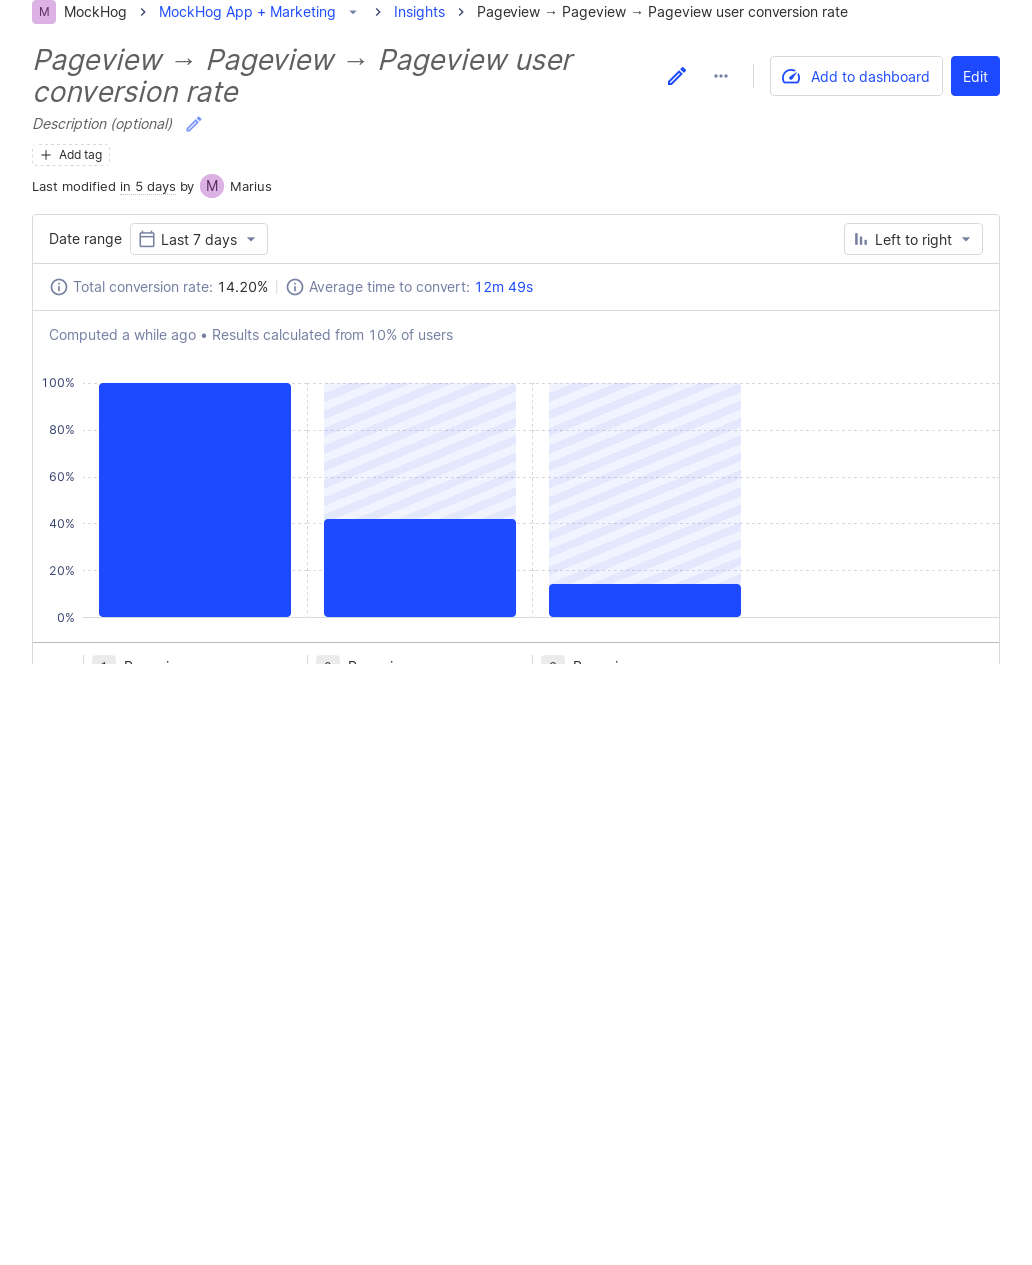 M MockHog MockHog App + Marketing Insights Pageview → Pageview → Pageview user conversion rate
Pageview → Pageview → Pageview user
conversion rate
Add to dashboard
Edit
Description (optional)
Add tag
Last modified in 5 days by M Marius
Date range Last 7 days Left to right
Total conversion rate: 14.20% Average time to convert: 12m 49s
Computed a while ago • Results calculated from 10% of users
100%
80%
60%
40%
20%
0%